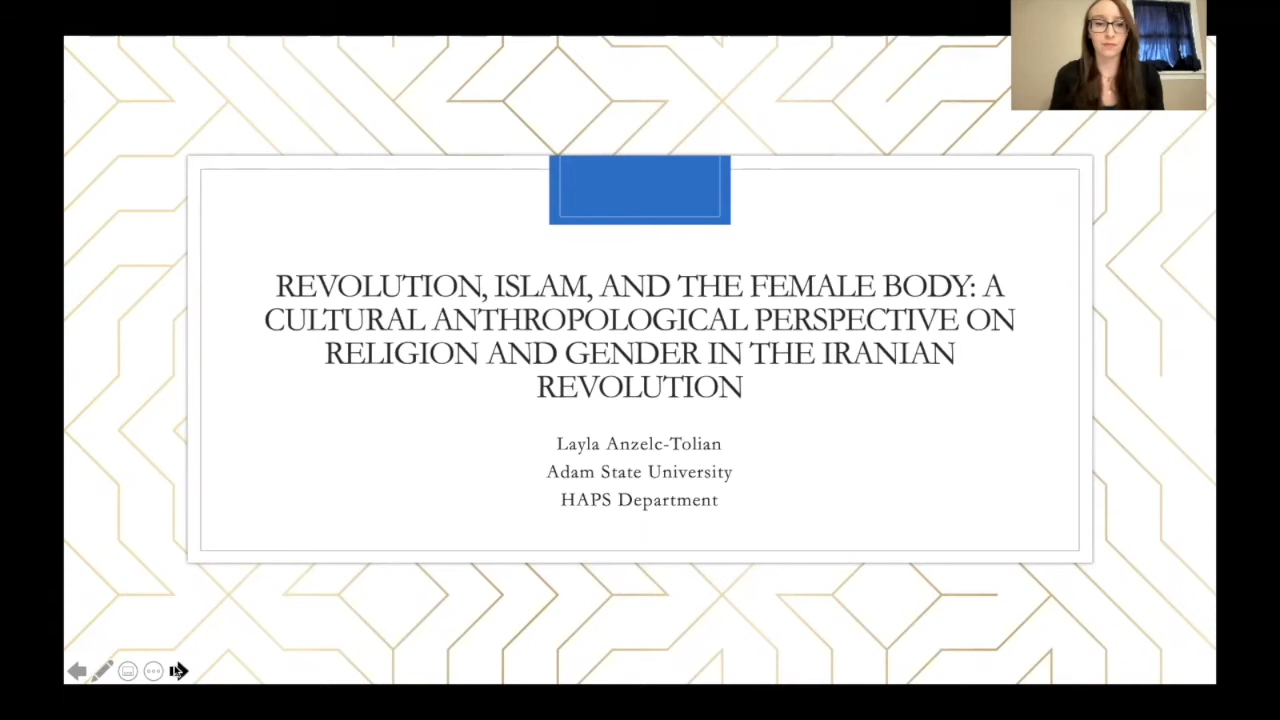 REVOLUTION, ISLAM, AND THE FEMALE BODY: A
CULTURAL ANTHROPOLOGICAL PERSPECTIVE ON
RELIGION AND GENDER IN THE IRANIAN
REVOLUTION
Layla Anzelc-Tolian
Adam State University
HAPS Department